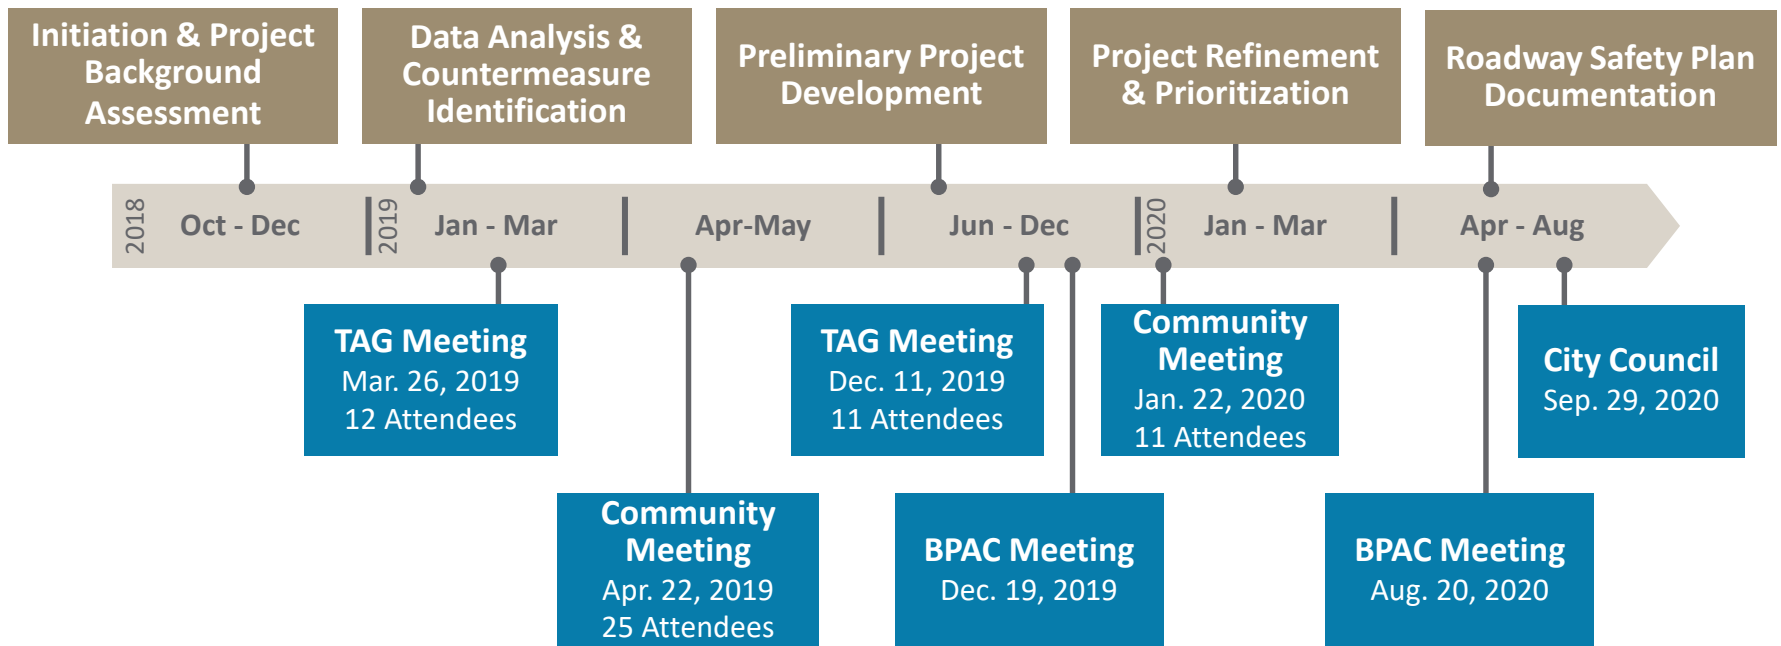 Initiation & Project
Background
Assessment
Data Analysis &
Countermeasure
Identification
Preliminary Project
Development
Project Refinement
& Prioritization
Roadway Safety Plan
Documentation
2018
Oct - Dec
2019
Jan - Mar
Apr-May
Jun - Dec
2020
Jan - Mar
Apr - Aug
TAG Meeting
Mar. 26, 2019
12 Attendees
TAG Meeting
Dec. 11, 2019
11 Attendees
Community
Meeting
Jan. 22, 2020
11 Attendees
City Council
Sep. 29, 2020
Community
Meeting
Apr. 22, 2019
25 Attendees
BPAC Meeting
Dec. 19, 2019
BPAC Meeting
Aug. 20, 2020